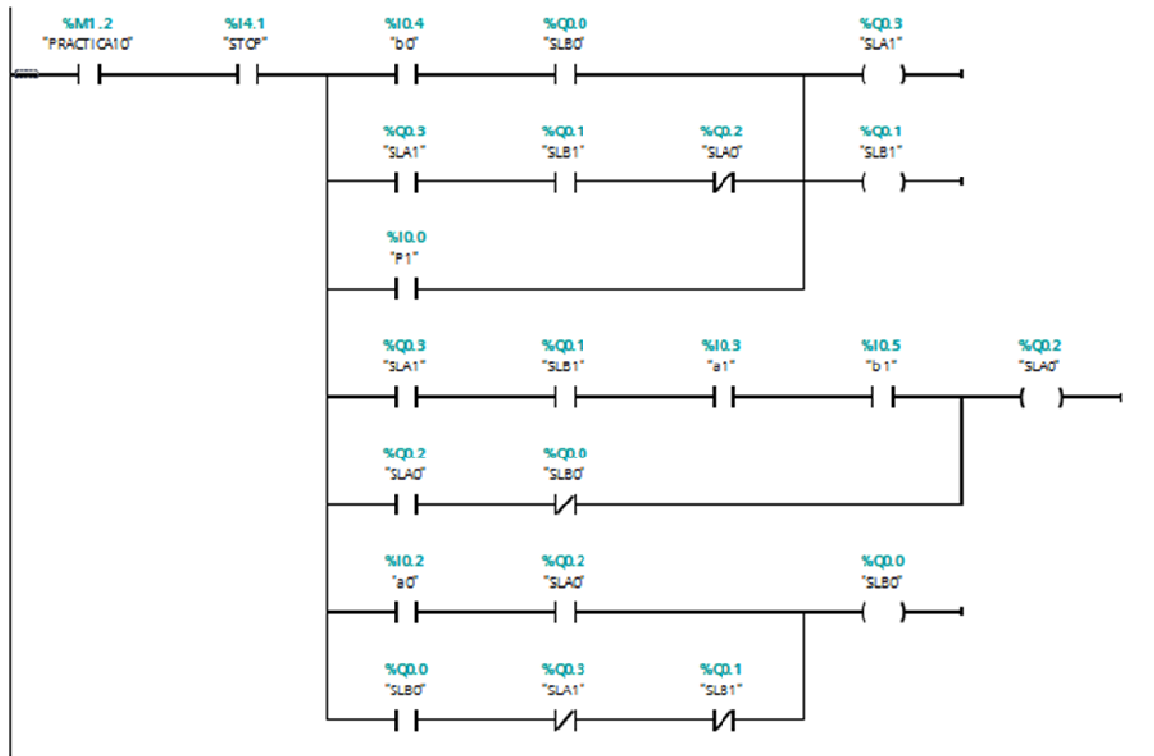 %M1.2 %I4.1 %I0.4 %Q0.0 %Q0.3
"PRACTICA10" "STOP" "b0" "SLB0" "SLA1"
%Q0.3 %Q0.1 %Q0.2 %Q0.1
"SLA1" "SLB1" "SLA0" "SLB1"
%I0.0
"P1"
%Q0.3 %Q0.1 %I0.3 %I0.5 %Q0.2
"SLA1" "SLB1" "a1" "b1" "SLA0"
%Q0.2 %Q0.0
"SLA0" "SLB0"
%I0.2 %Q0.2 %Q0.0
"a0" "SLA0" "SLB0"
%Q0.0 %Q0.3 %Q0.1
"SLB0" "SLA1" "SLB1"